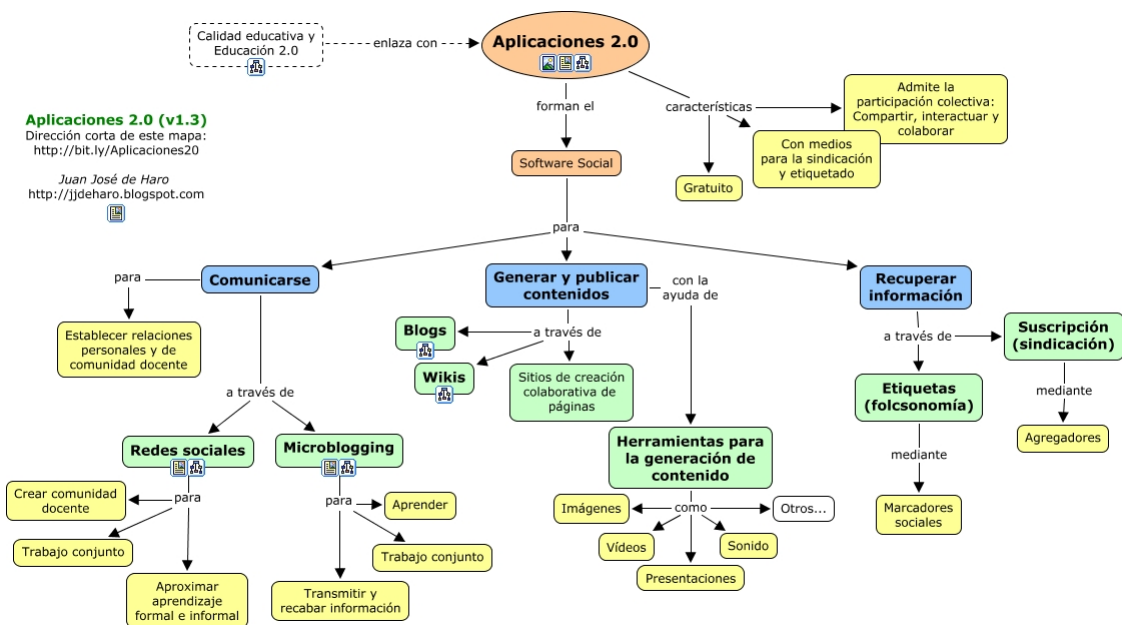 Calidad educativa y
Educación 2.0
enlaza con
Aplicaciones 2.0
forman el
características
Admite la
participación colectiva:
Compartir, interactuar y
colaborar
Con medios
para la sindicación
y etiquetado
Gratuito
Aplicaciones 2.0 (v1.3)
Dirección corta de este mapa:
http://bit.ly/Aplicaciones20
Juan José de Haro
http://jjdeharo.blogspot.com
Software Social
para
para
Comunicarse
Establecer relaciones
personales y de
comunidad docente
a través de
Redes sociales
para
Crear comunidad
docente
Trabajo conjunto
Aproximar
aprendizaje
formal e informal
Microblogging
para
Aprender
Trabajo conjunto
Transmitir y
recabar información
Generar y publicar
contenidos
a través de
Blogs
Wikis
Sitios de creación
colaborativa de
páginas
con la
ayuda de
Herramientas para
la generación de
contenido
como
Imágenes
Otros...
Vídeos
Sonido
Presentaciones
Recuperar
información
a través de
Suscripción
(sindicación)
mediante
Agregadores
Etiquetas
(folcsonomía)
mediante
Marcadores
sociales